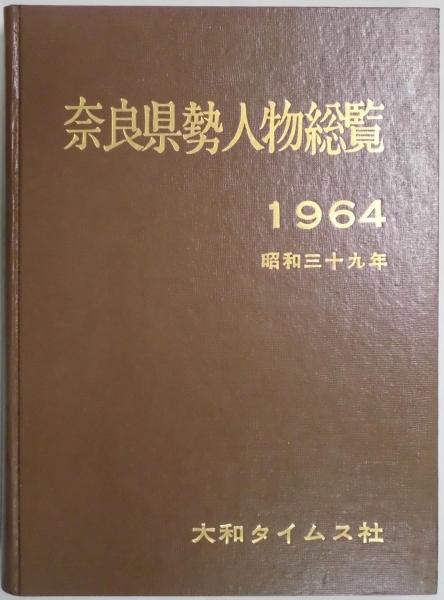 奈良県勢人物総覧
1964
昭和三十九年
大和タイムス社